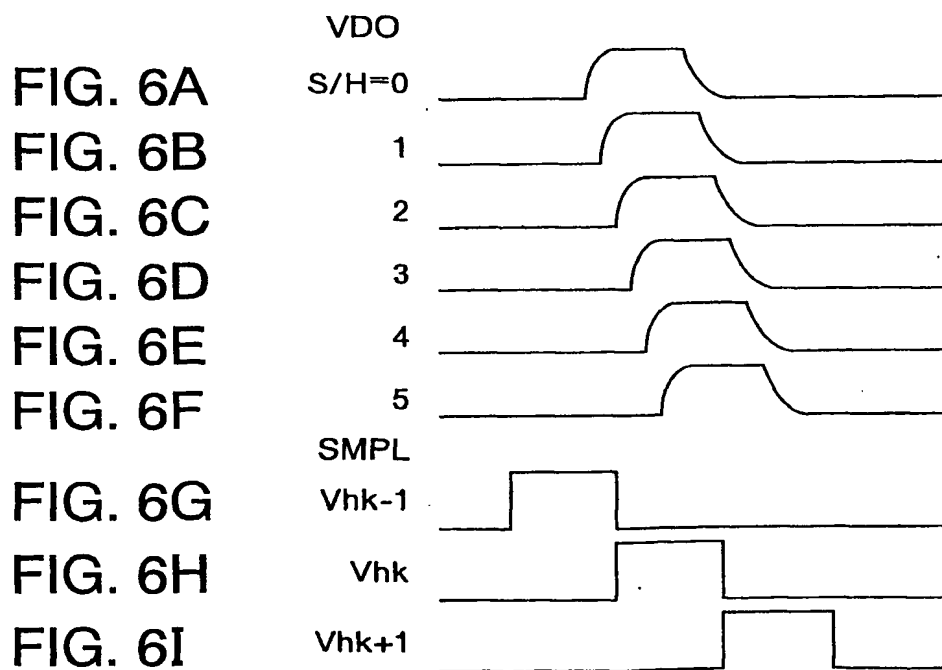 VDO
FIG. 6A S/H=0
FIG. 6B 1
FIG. 6C 2
FIG. 6D 3
FIG. 6E 4
FIG. 6F 5
SMPL
FIG. 6G Vhk-1
FIG. 6H Vhk
FIG. 6I Vhk+1